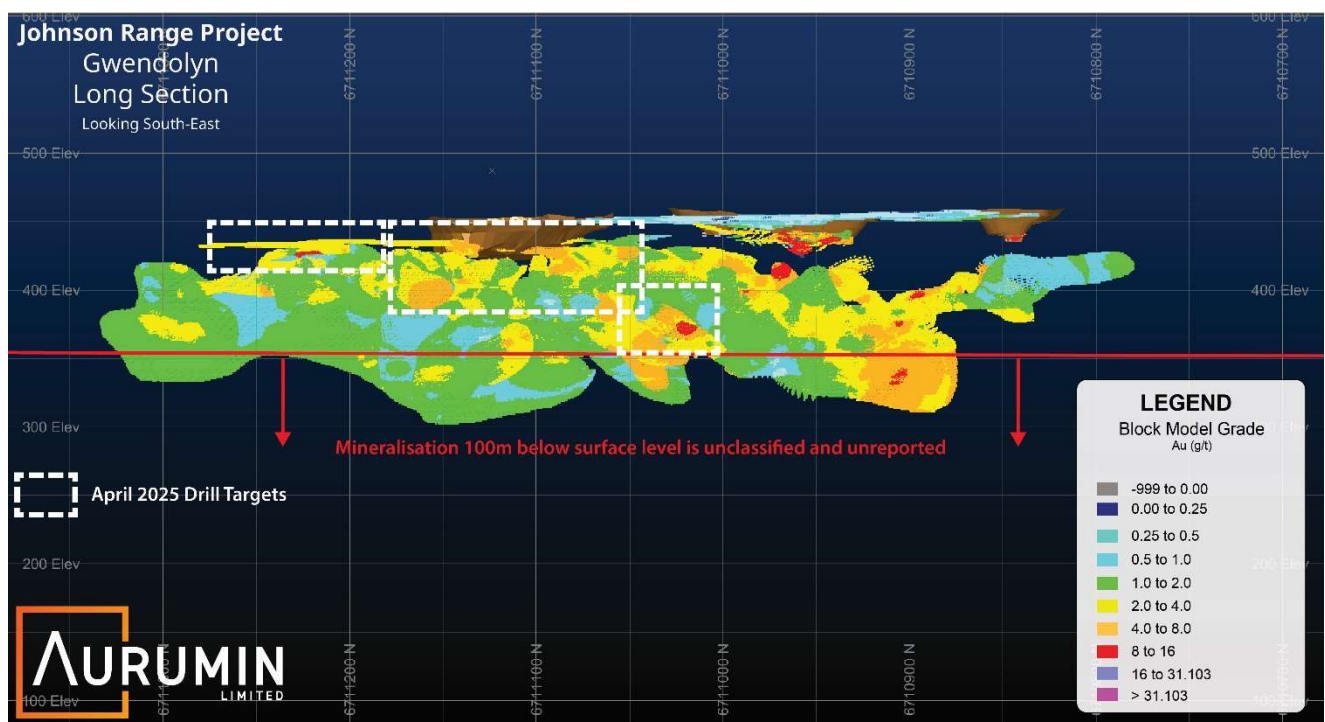 Johnson Range Project
Gwendolyn
Long Section
Looking South-East
600 Elev
600 Elev
6711200 N
6711100 N
6711000 N
6710900 N
6710800 N
6710700 N
500 Elev
500 Elev
400 Elev
400 Elev
300 Elev
Mineralisation 100m below surface level is unclassified and unreported
April 2025 Drill Targets
200 Elev
200 Elev
100 Elev
6711200 N
6711100 N
6711000 N
6710900 N
LEGEND
Block Model Grade
Au (g/t)
-999 to 0.00
0.00 to 0.25
0.25 to 0.5
0.5 to 1.0
1.0 to 2.0
2.0 to 4.0
4.0 to 8.0
8 to 16
16 to 31.103
> 31.103
AURUMIN
LIMITED